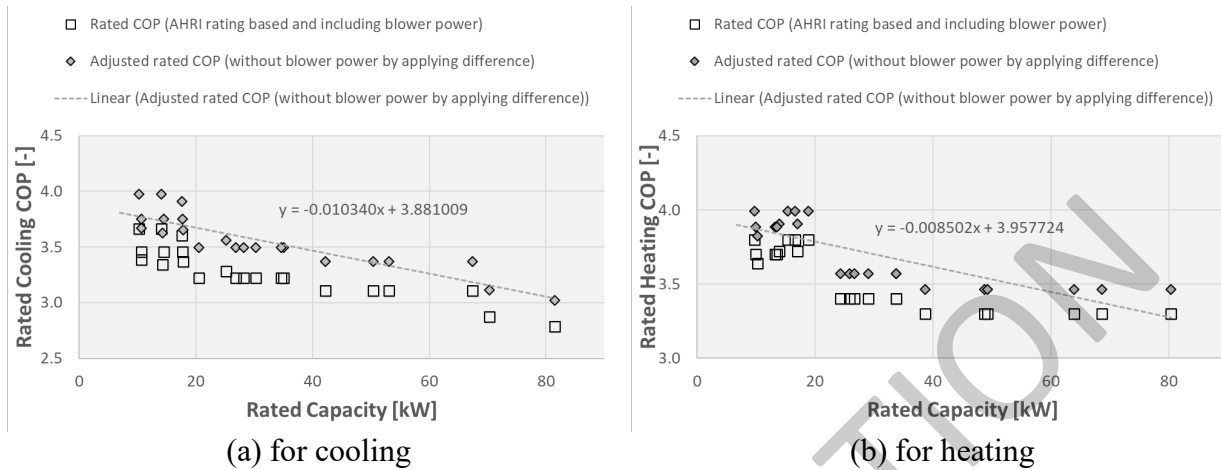 Rated COP (AHRI rating based and including blower power)
Adjusted rated COP (without blower power by applying difference)
Linear (Adjusted rated COP (without blower power by applying difference))
4.5
4.0
3.5
3.0
2.5
Rated Cooling COP [-]
y = -0.010340x + 3.881009
0 20 40 60 80
Rated Capacity [kW]
(a) for cooling
Rated COP (AHRI rating based and including blower power)
Adjusted rated COP (without blower power by applying difference)
Linear (Adjusted rated COP (without blower power by applying difference))
4.5
4.0
3.5
3.0
Rated Heating COP [-]
y = -0.008502x + 3.957724
0 20 40 60 80
Rated Capacity [kW]
(b) for heating
TION